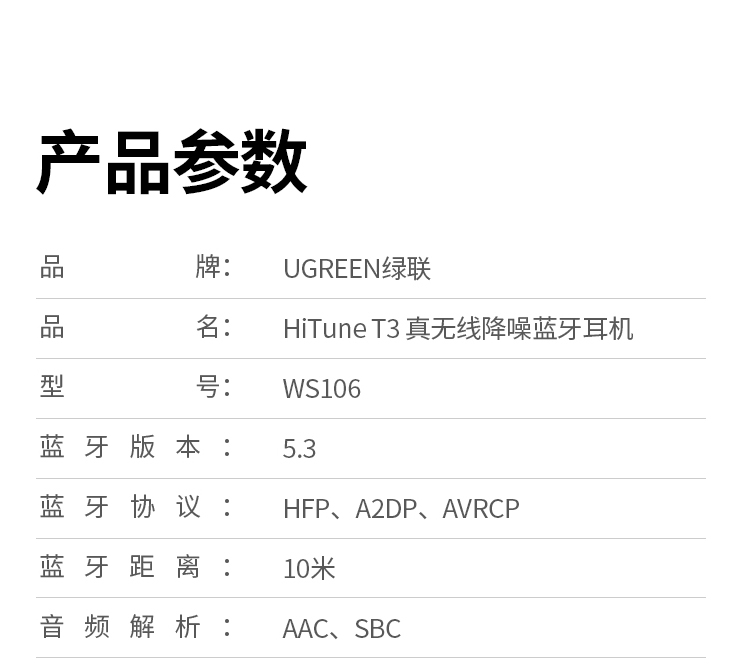 产品参数
品牌： UGREEN绿联
品名： HiTune T3 真无线降噪蓝牙耳机
型号： WS106
蓝牙版本： 5.3
蓝牙协议： HFP、A2DP、AVRCP
蓝牙距离： 10米
音频解析： AAC、SBC